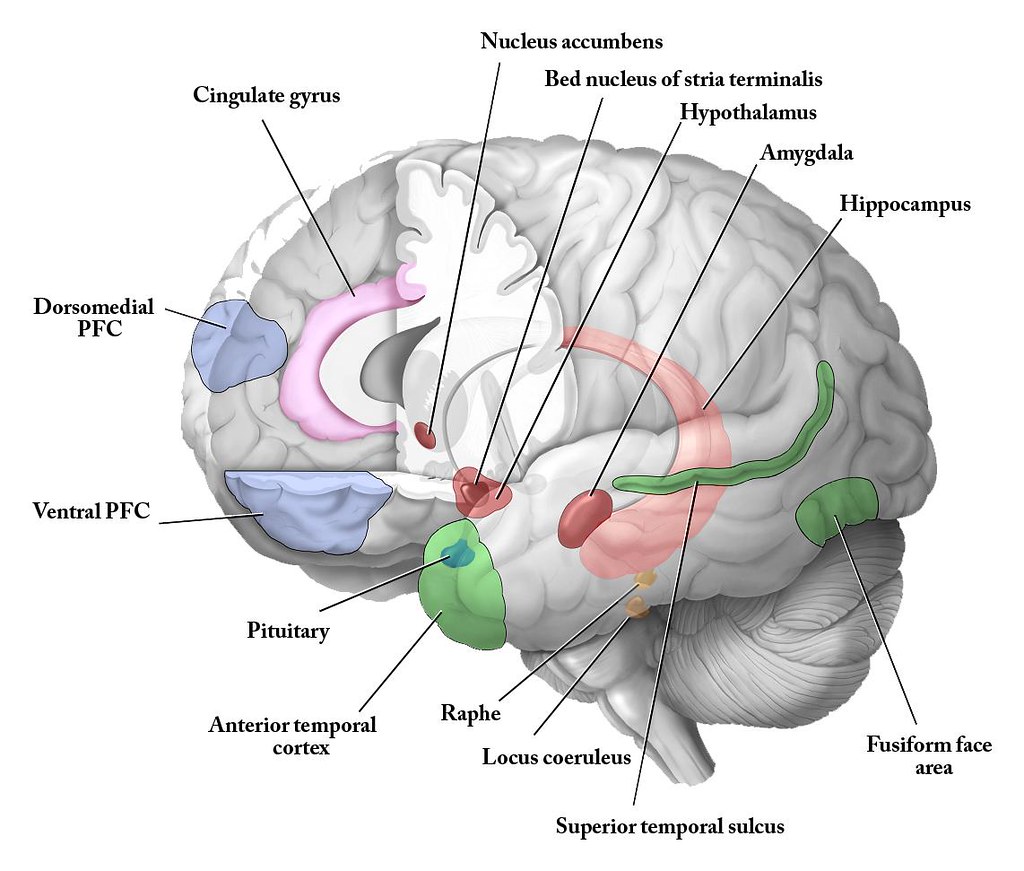 Nucleus accumbens
Bed nucleus of stria terminalis
Cingulate gyrus
Hypothalamus
Amygdala
Hippocampus
Dorsomedial
PFC
Ventral PFC
Pituitary
Raphe
Anterior temporal
cortex
Locus coeruleus
Fusiform face
area
Superior temporal sulcus